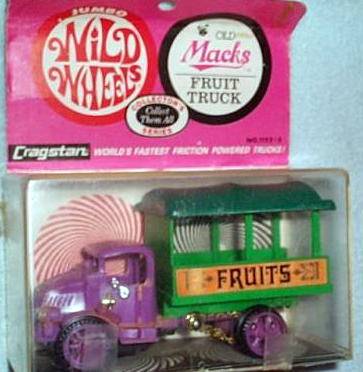 JUMBO
WILD
WHEELS
OLD
Macks
FRUIT
TRUCK
COLLECTOR'S
Collect
Them All
SERIES
Cragstan
WORLD'S FASTEST FRICTION POWERED TRUCKS!
FRUITS